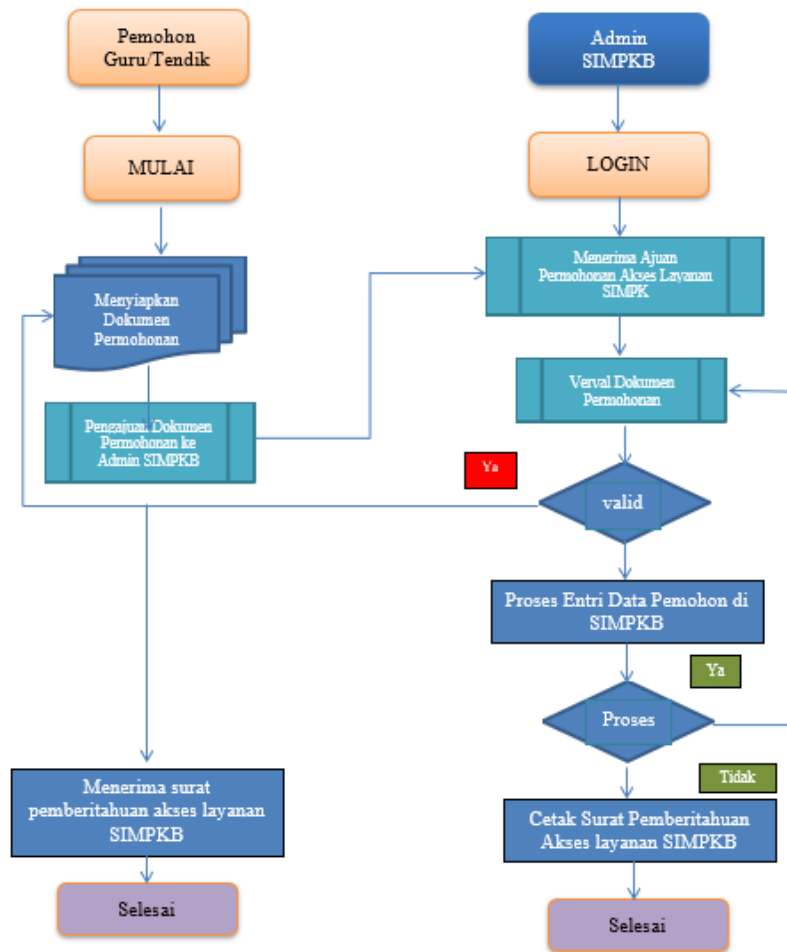 Pemohon
Guru/Tendik
MULAI
Menyiapkan
Dokumen
Permohonan
Pengajuan Dokumen
Permohonan ke
Admin SIMPKB
Menerima surat
pemberitahuan akses layanan
SIMPKB
Selesai
Admin
SIMPKB
LOGIN
Menerima Ajuan
Permohonan Akses Layanan
SIMPK
Verval Dokumen
Permohonan
Ya
valid
Proses Entri Data Pemohon di
SIMPKB
Ya
Proses
Tidak
Cetak Surat Pemberitahuan
Akses layanan SIMPKB
Selesai